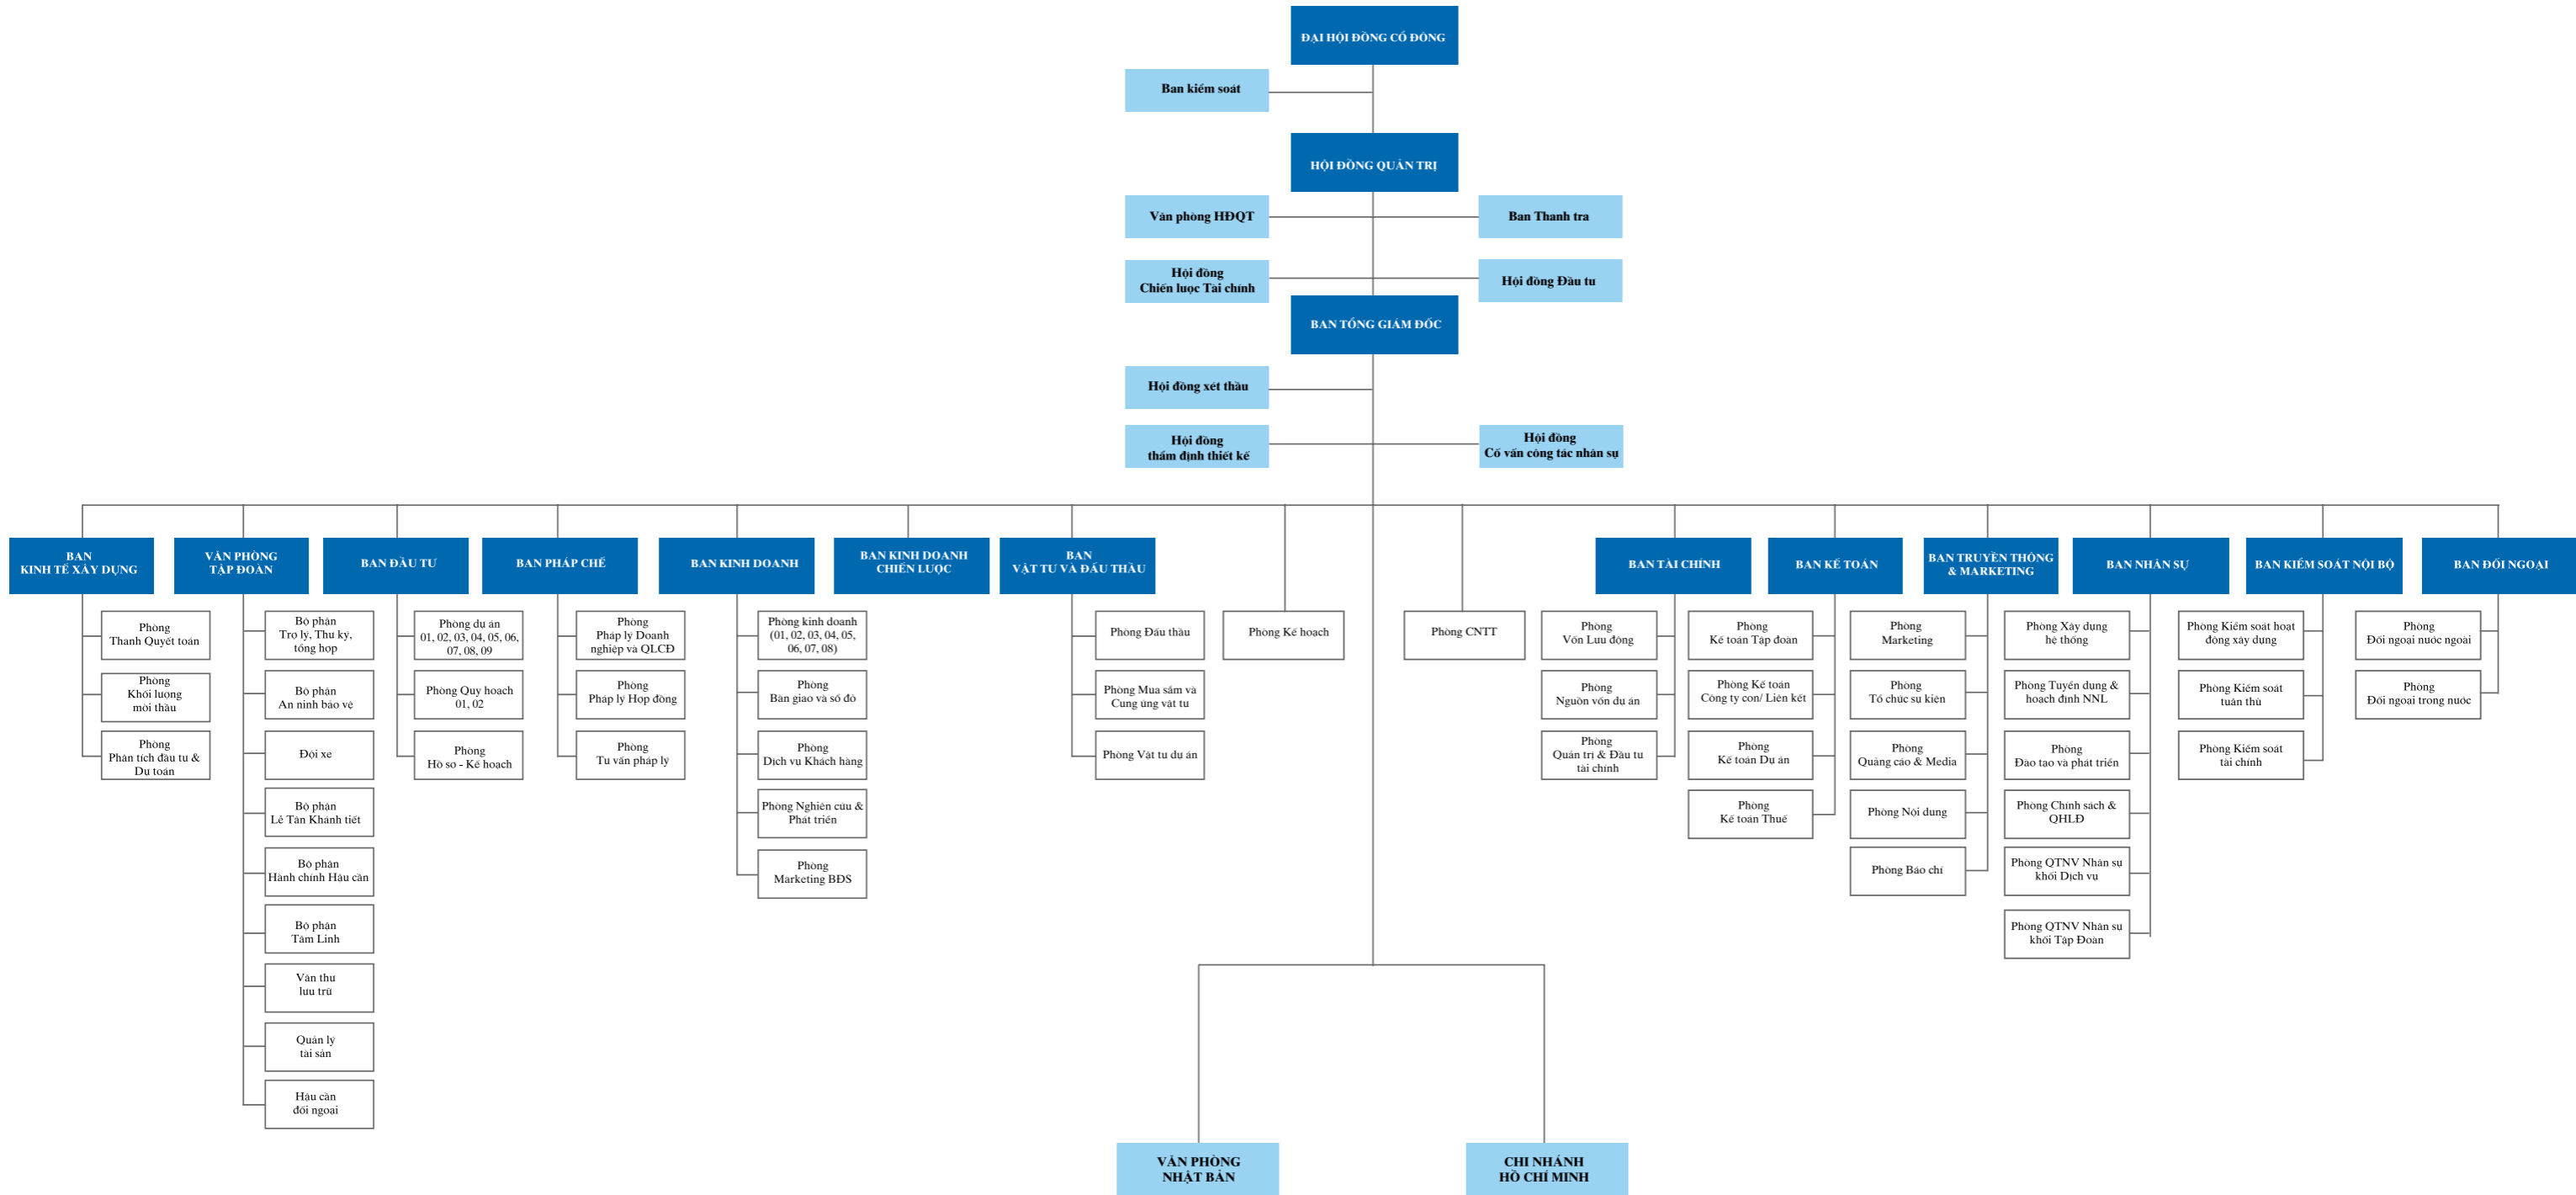 ĐẠI HỘI ĐỒNG CỔ ĐÔNG
Ban kiểm soát
HỘI ĐỒNG QUẢN TRỊ
Văn phòng HĐQT
Ban Thanh tra
Hội đồng
Chiến lược Tài chính
Hội đồng Đầu tư
BAN TỔNG GIÁM ĐỐC
Hội đồng xét thầu
Hội đồng
thẩm định thiết kế
Hội đồng
Cố vấn công tác nhân sự
BAN
KINH TẾ XÂY DỰNG
VĂN PHÒNG
TẬP ĐOÀN
BAN ĐẦU TƯ
BAN PHÁP CHẾ
BAN KINH DOANH
BAN KINH DOANH
CHIẾN LƯỢC
BAN
VẬT TƯ VÀ ĐẤU THẦU
BAN TÀI CHÍNH
BAN KẾ TOÁN
BAN TRUYỀN THÔNG
& MARKETING
BAN NHÂN SỰ
BAN KIỂM SOÁT NỘI BỘ
BAN ĐỐI NGOẠI
Phòng
Thanh Quyết toán
Phòng
Khối lượng
mời thầu
Phòng
Phân tích đầu tư &
Dự toán
Bộ phận
Trợ lý, Thư ký,
tổng hợp
Bộ phận
An ninh bảo vệ
Đội xe
Bộ phận
Lễ Tân Khánh tiết
Bộ phận
Hành chính Hậu cần
Bộ phận
Tâm Linh
Văn thư
lưu trữ
Quản lý
tài sản
Hậu cần
đối ngoại
Phòng dự án
01, 02, 03, 04, 05, 06,
07, 08, 09
Phòng Quy hoạch
01, 02
Phòng
Hồ sơ - Kế hoạch
Phòng
Pháp lý Doanh
nghiệp và QLCĐ
Phòng
Pháp lý Hợp đồng
Phòng
Tư vấn pháp lý
Phòng kinh doanh
(01, 02, 03, 04, 05,
06, 07, 08)
Phòng
Bàn giao và sổ đỏ
Phòng
Dịch vụ Khách hàng
Phòng Nghiên cứu &
Phát triển
Phòng
Marketing BĐS
Phòng Đấu thầu
Phòng Mua sắm và
Cung ứng vật tư
Phòng Vật tư dự án
Phòng Kế hoạch
Phòng CNTT
Phòng
Vốn Lưu động
Phòng
Nguồn vốn dự án
Phòng
Quản trị & Đầu tư
tài chính
Phòng
Kế toán Tập đoàn
Phòng Kế toán
Công ty con/ Liên kết
Phòng
Kế toán Dự án
Phòng
Kế toán Thuế
Phòng
Marketing
Phòng
Tổ chức sự kiện
Phòng
Quảng cáo & Media
Phòng Nội dung
Phòng Báo chí
Phòng Xây dựng
hệ thống
Phòng Tuyển dụng &
hoạch định NNL
Phòng
Đào tạo và phát triển
Phòng Chính sách &
QHLĐ
Phòng QTNV Nhân sự
khối Dịch vụ
Phòng QTNV Nhân sự
khối Tập Đoàn
Phòng Kiểm soát hoạt
động xây dựng
Phòng Kiểm soát
tuân thủ
Phòng Kiểm soát
tài chính
Phòng
Đối ngoại nước ngoài
Phòng
Đối ngoại trong nước
VĂN PHÒNG
NHẬT BẢN
CHI NHÁNH
HỒ CHÍ MINH